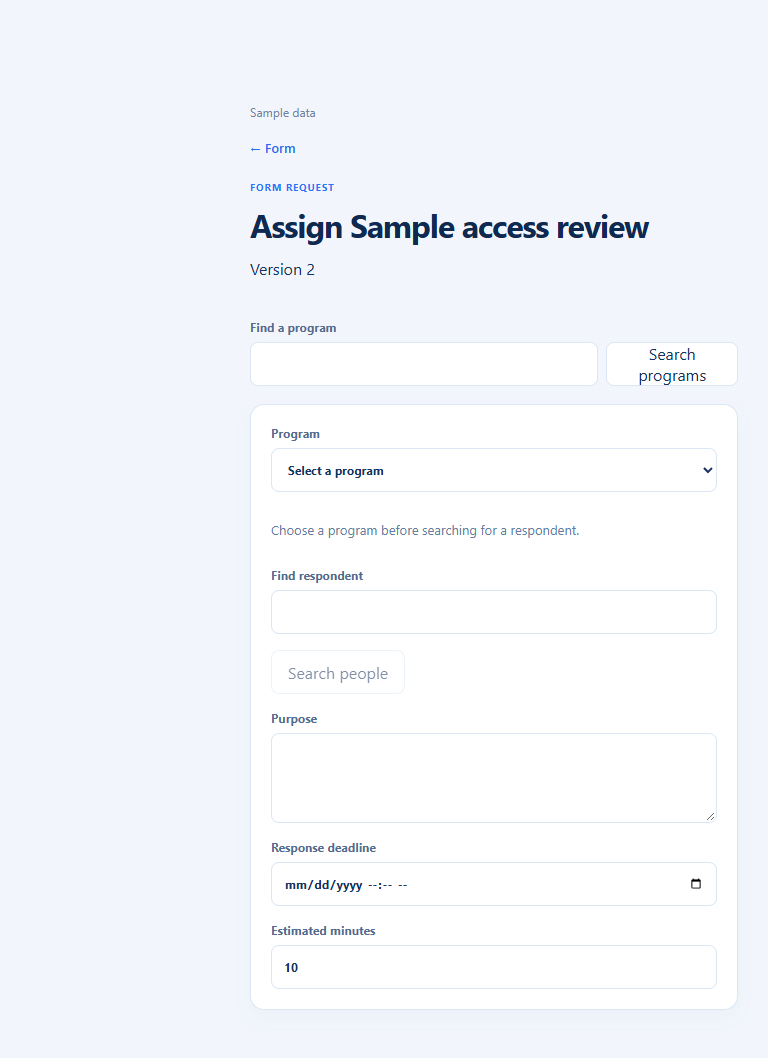 Sample data
← Form
FORM REQUEST
Assign Sample access review
Version 2
Find a program
Search
programs
Program
Select a program
Choose a program before searching for a respondent.
Find respondent
Search people
Purpose
Response deadline
mm/dd/yyyy --:-- --
Estimated minutes
10